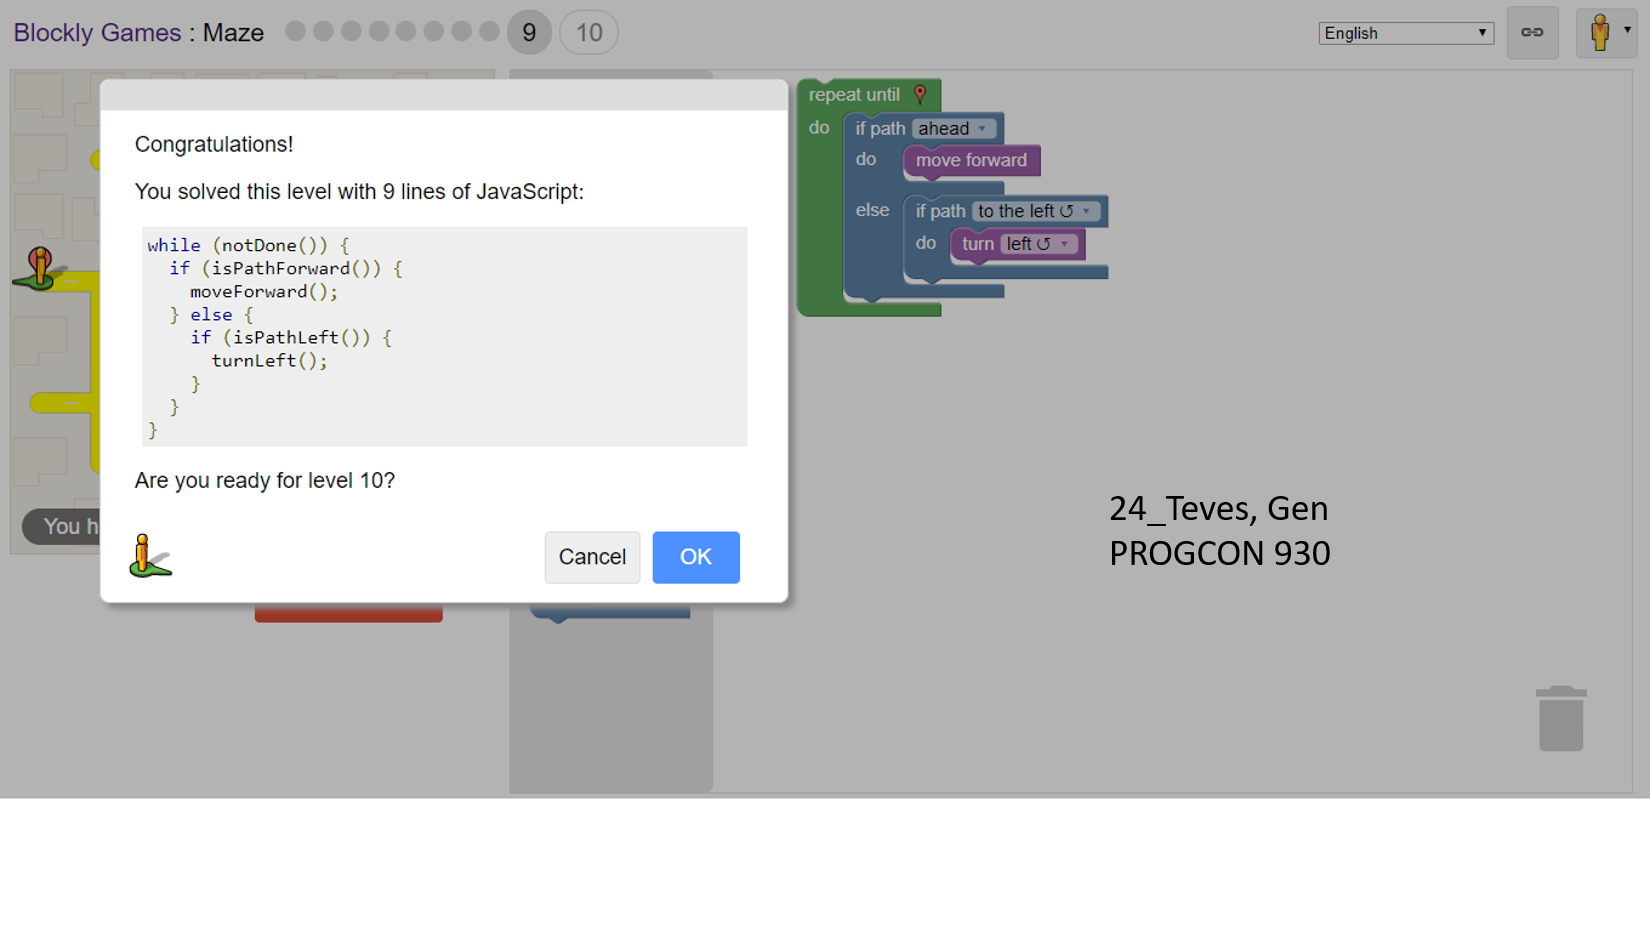 Blockly Games : Maze 9 10
English
Congratulations!
You solved this level with 9 lines of JavaScript:
while (notDone()) {
  if (isPathForward()) {
    moveForward();
  } else {
    if (isPathLeft()) {
      turnLeft();
    }
  }
}
Are you ready for level 10?
You h
Cancel
OK
repeat until
do if path ahead
do move forward
else if path to the left ↺
do turn left ↺
24_Teves, Gen
PROGCON 930